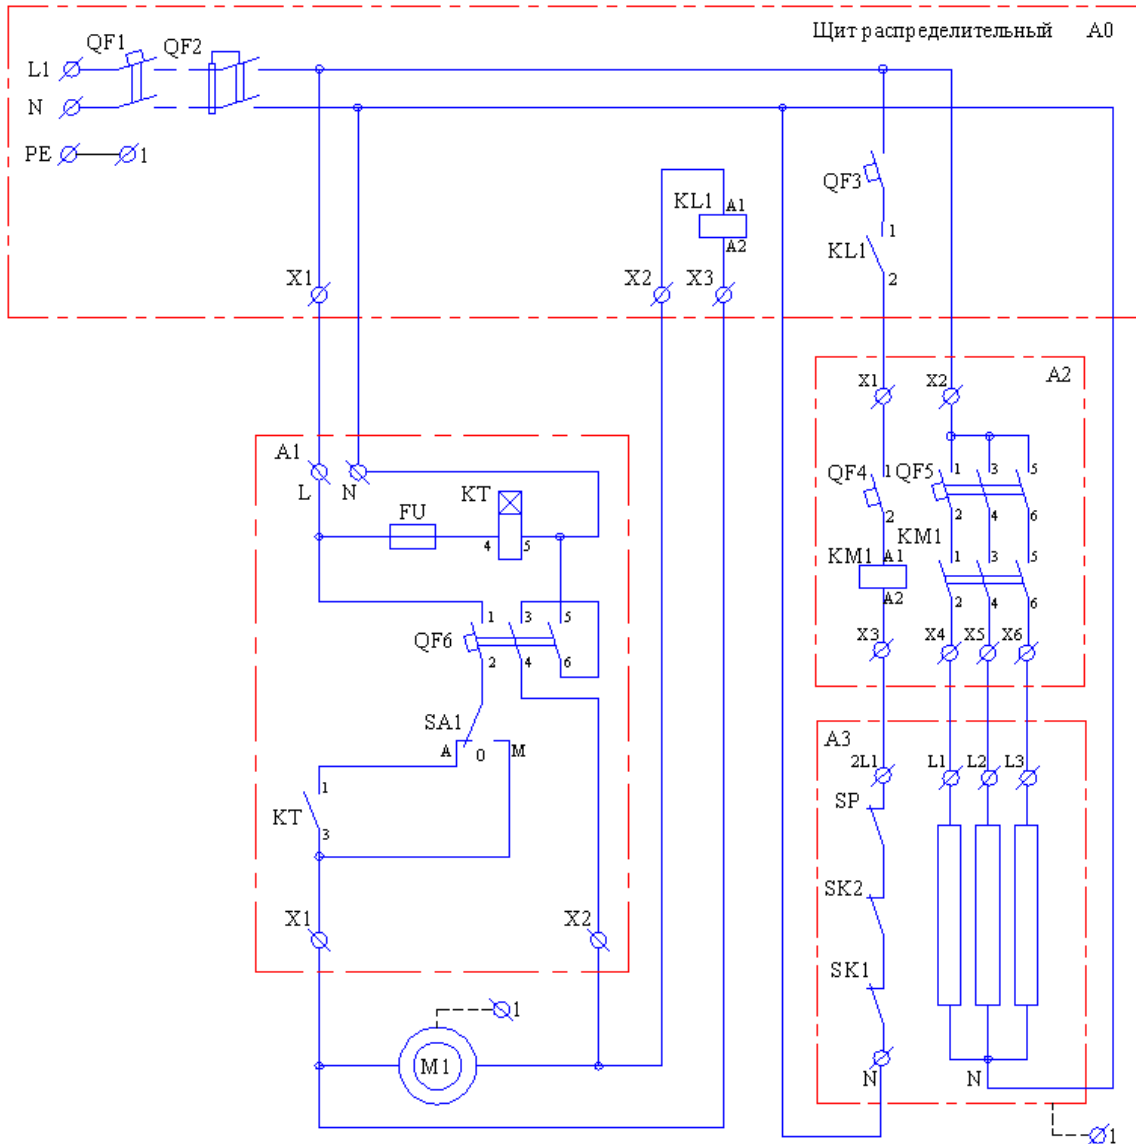 Щит распределительный A0
QF1 QF2
L1
N
PE 1
QF3
KL1 A1
A2
1
KL1
2
X1 X2 X3
X1 X2 A2
A1
L N
KT
FU
4 5
QF4 1 QF5 1 3 5
2 2 4 6
KM1
KM1 A1 1 3 5
A2 2 4 6
1 3 5
QF6
2 4 6
X3 X4 X5 X6
SA1
A 0 M
A3
2L1 L1 L2 L3
1
KT
3
SP
SK2
X1 X2
SK1
1
M1
N N
1